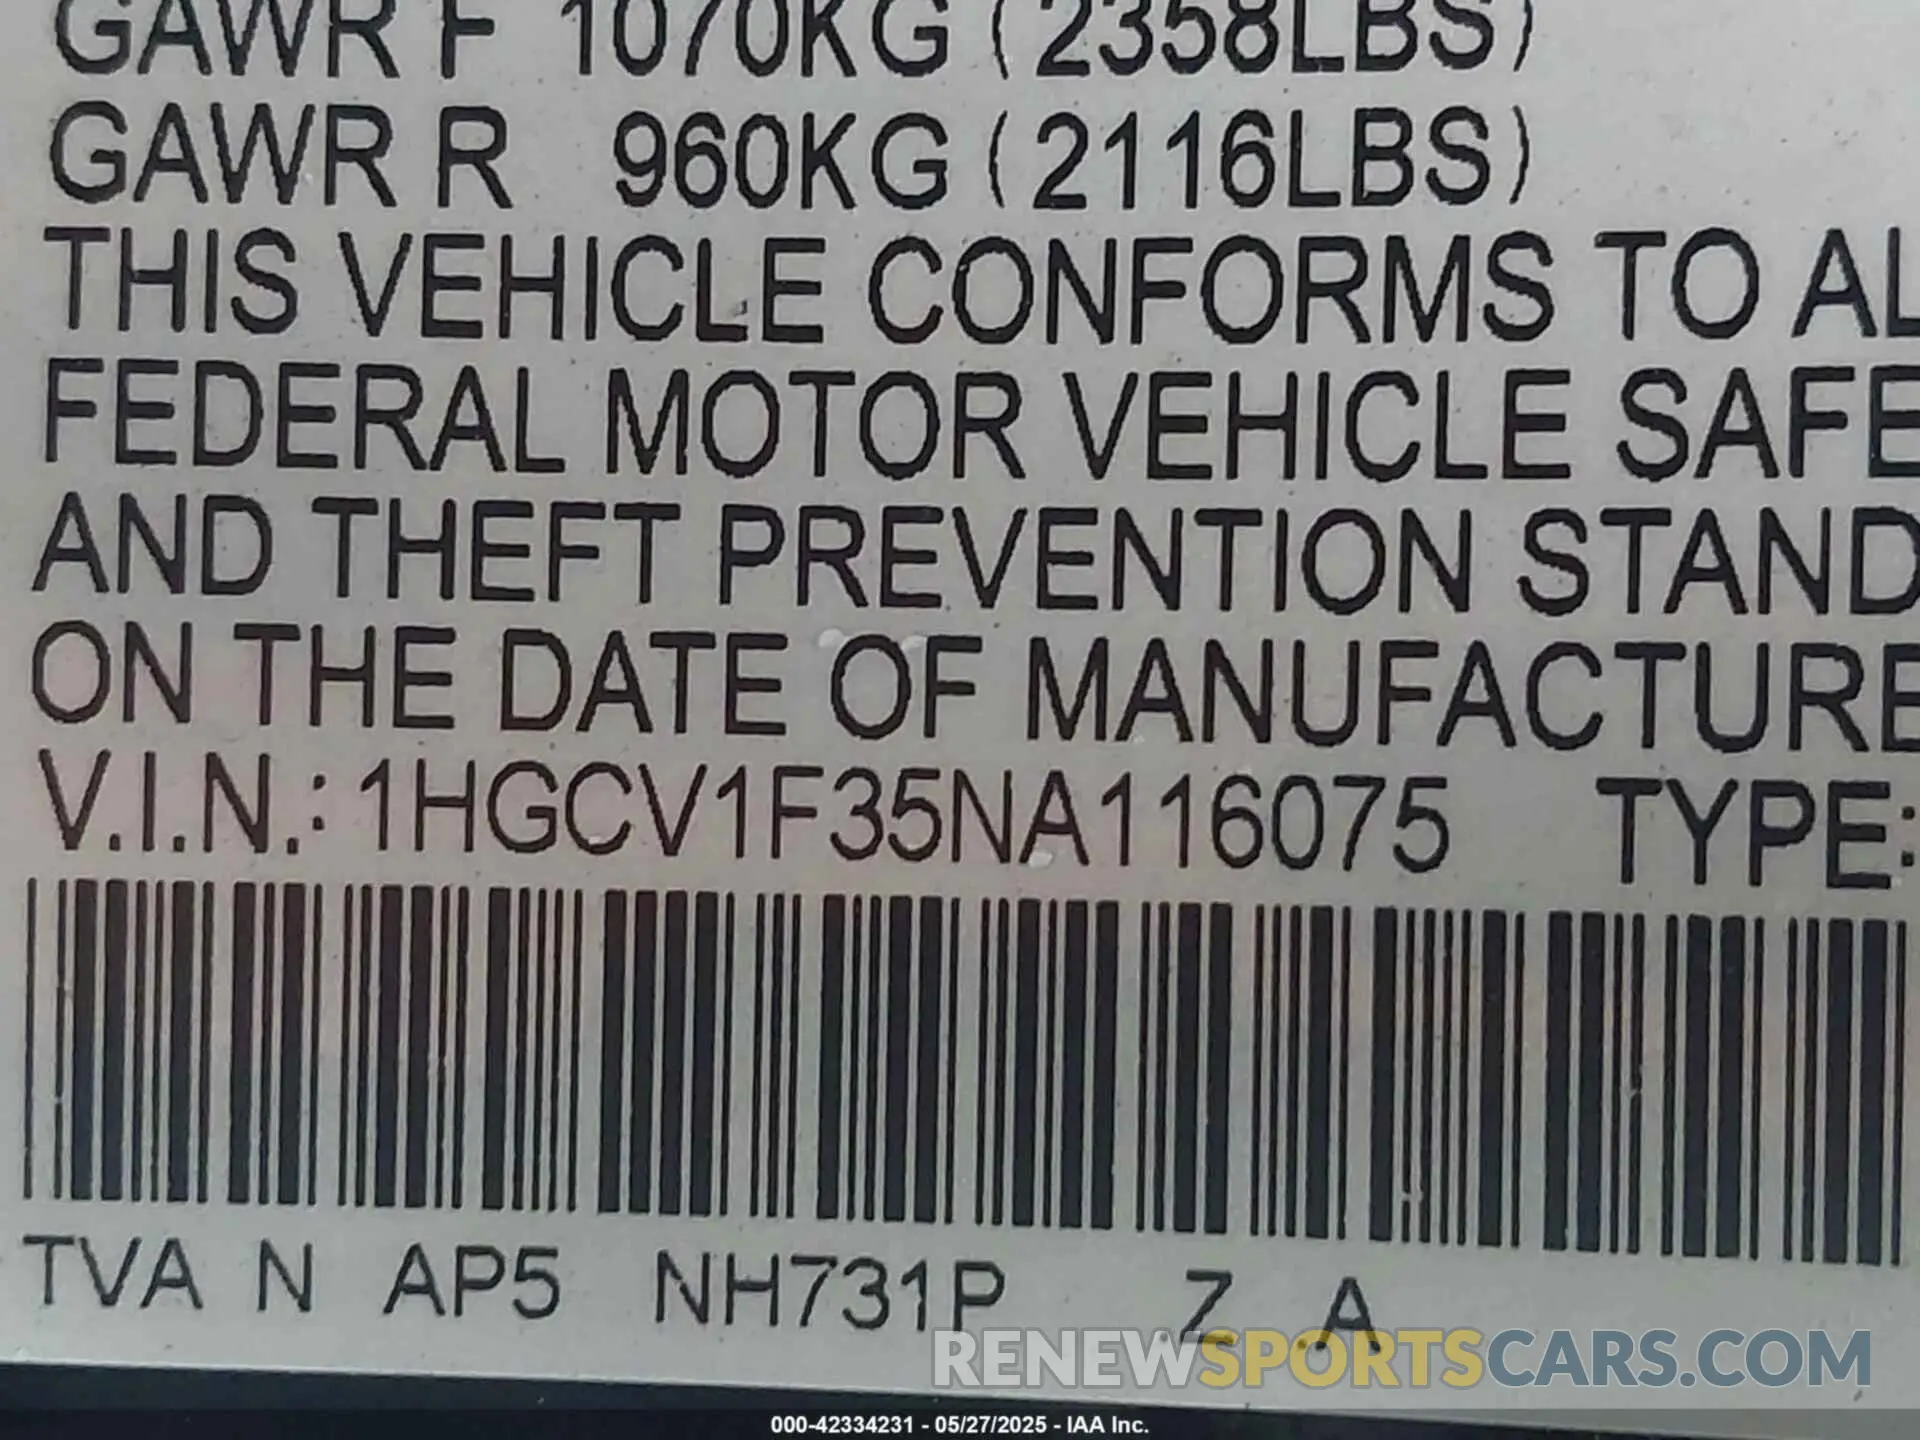 GAWR F 1070KG (2358LBS)
GAWR R 960KG (2116LBS)
THIS VEHICLE CONFORMS TO AL
FEDERAL MOTOR VEHICLE SAFE
AND THEFT PREVENTION STAND
ON THE DATE OF MANUFACTURE
V.I.N.: 1HGCV1F35NA116075 TYPE:
TVA N AP5 NH731P .Z .A
RENEWSPORTSCARS.COM
000-42334231 - 05/27/2025 - IAA Inc.